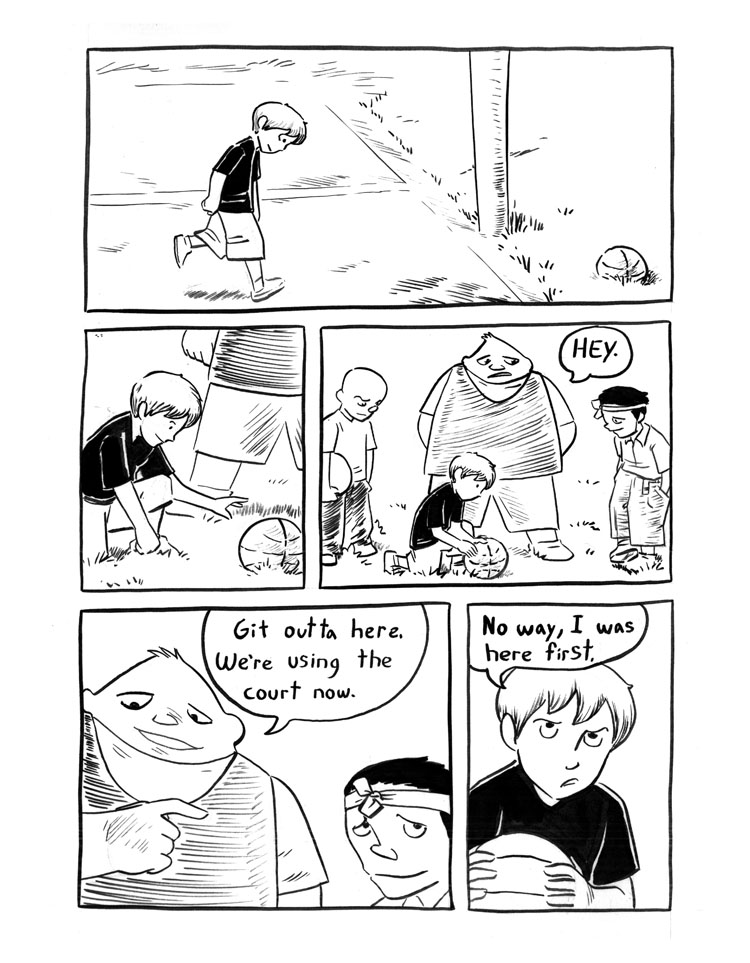 HEY.
Git outta here.
We're using the
court now.
No way, I was
here first.